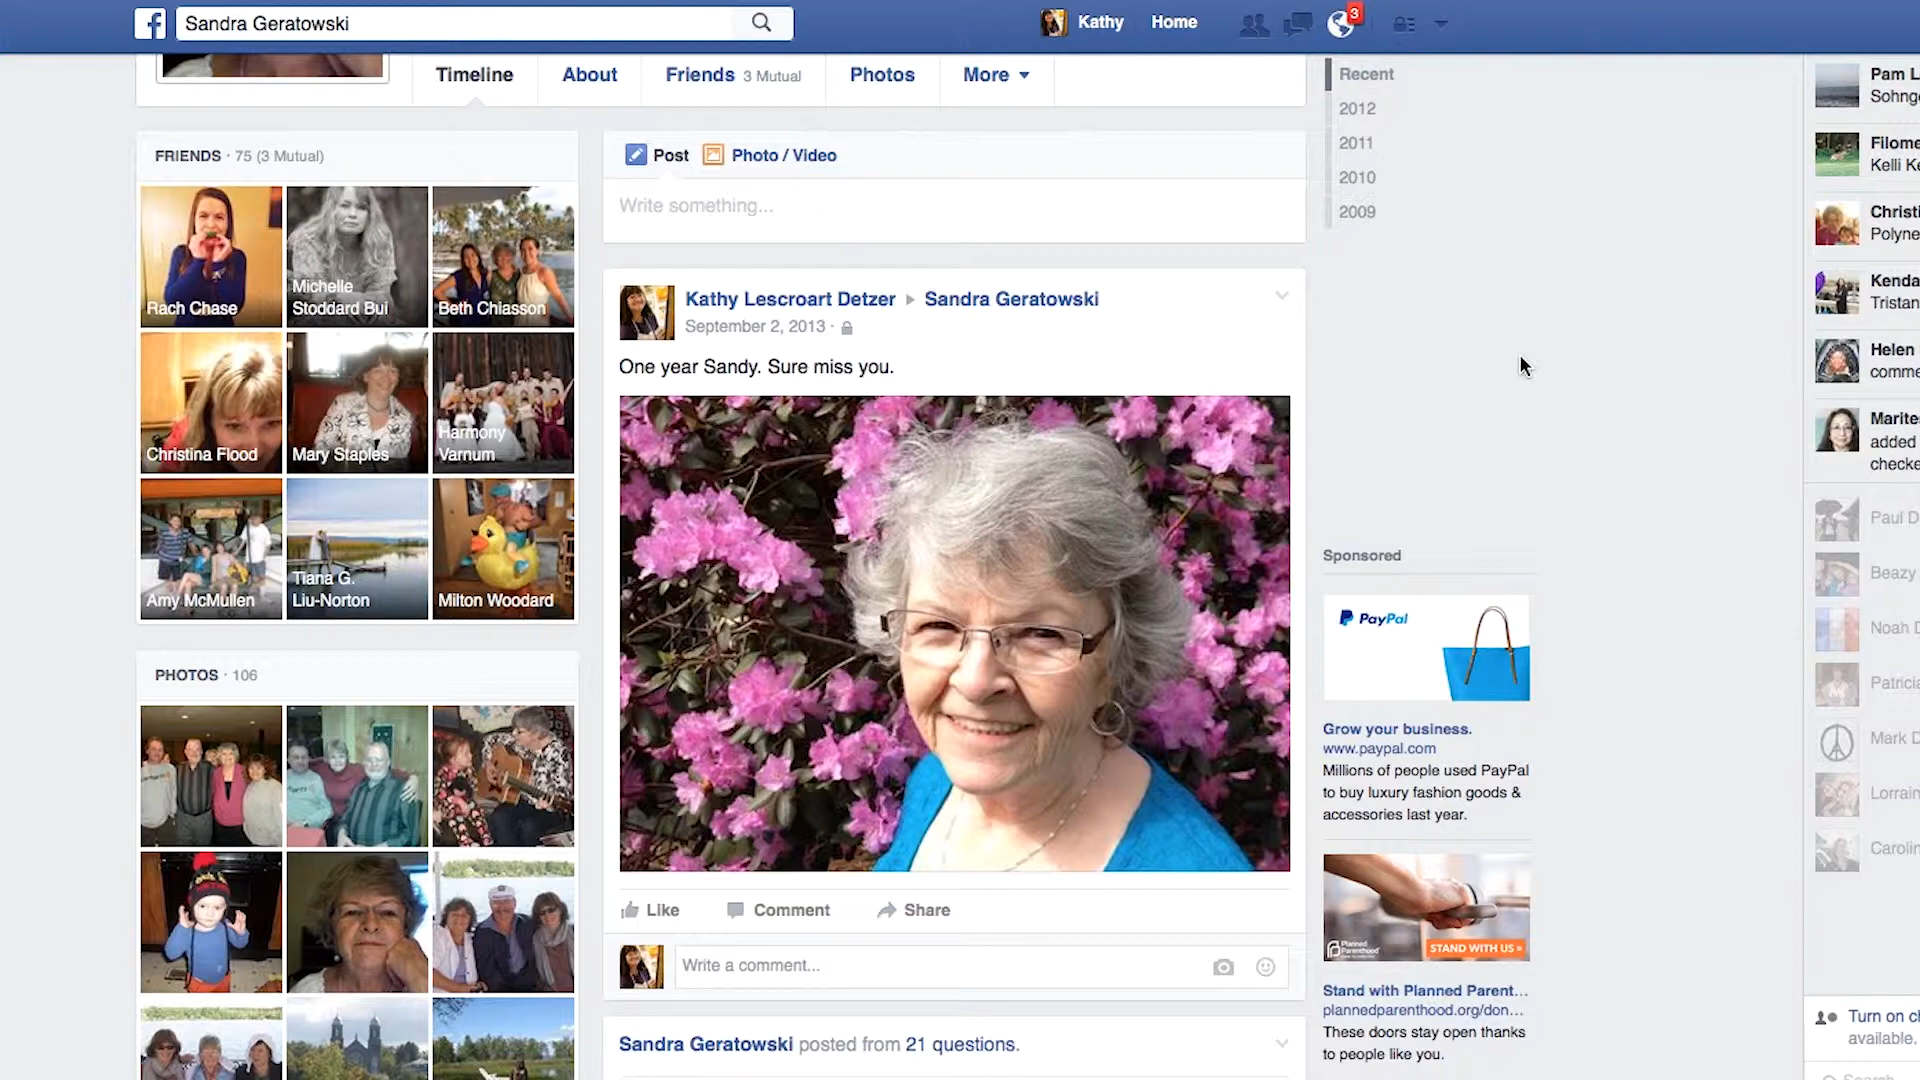 Sandra Geratowski
Kathy
Home
3
Timeline
About
Friends 3 Mutual
Photos
More
FRIENDS · 75 (3 Mutual)
Rach Chase
Michelle
Stoddard Bui
Beth Chiasson
Christina Flood
Mary Staples
Harmony
Varnum
Amy McMullen
Tiana G.
Liu-Norton
Milton Woodard
PHOTOS · 106
Post
Photo / Video
Write something...
Kathy Lescroart Detzer ▸ Sandra Geratowski
September 2, 2013 ·
One year Sandy. Sure miss you.
Like
Comment
Share
Write a comment...
Sandra Geratowski posted from 21 questions.
Recent
2012
2011
2010
2009
Sponsored
PayPal
Grow your business.
www.paypal.com
Millions of people used PayPal
to buy luxury fashion goods &
accessories last year.
Planned
Parenthood
STAND WITH US »
Stand with Planned Parent...
plannedparenthood.org/don...
These doors stay open thanks
to people like you.
Pam L
Sohng
Filome
Kelli Ke
Christi
Polyne
Kenda
Tristan
Helen
comme
Marite
added
checke
Paul D
Beazy
Noah D
Patricia
Mark D
Lorrain
Carolin
Turn on ch
available.
Search